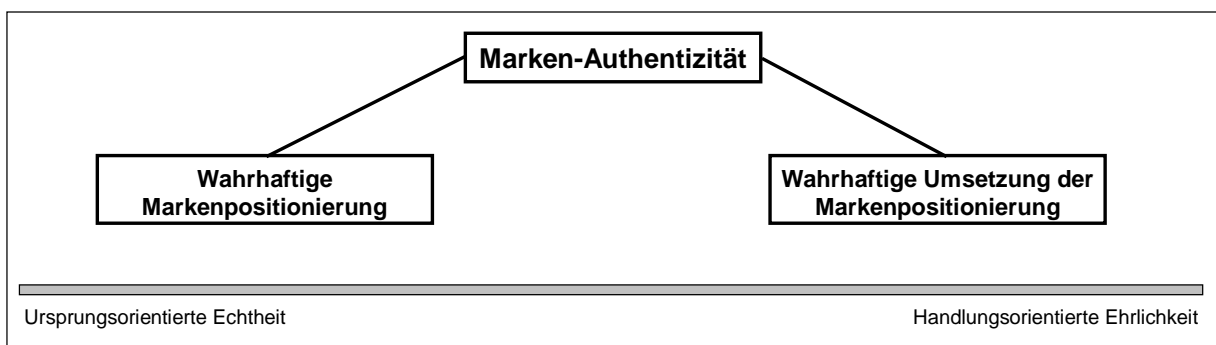 Marken-Authentizität
Wahrhaftige
Markenpositionierung
Wahrhaftige Umsetzung der
Markenpositionierung
Ursprungsorientierte Echtheit
Handlungsorientierte Ehrlichkeit